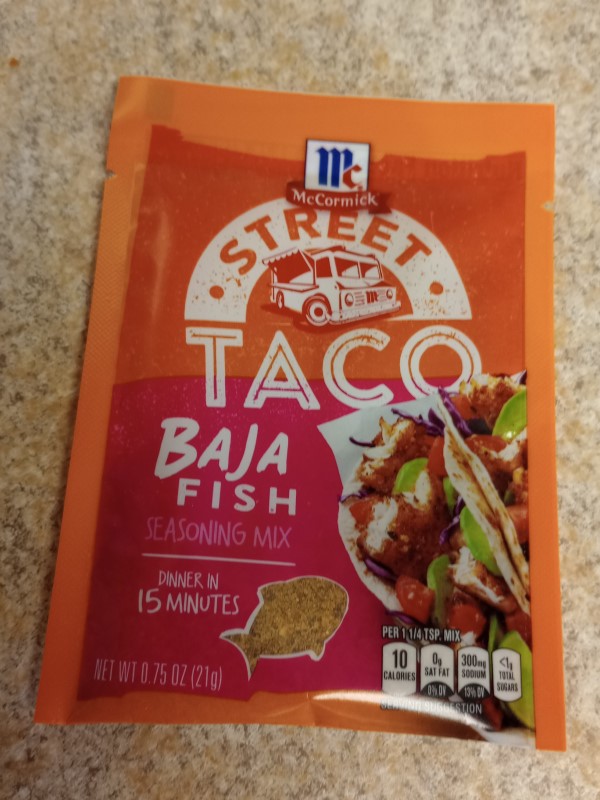 Mc
McCormick
STREET
TACO
BAJA
FISH
SEASONING MIX
DINNER IN
15 MINUTES
NET WT 0.75 OZ (21g)
PER 1 1/4 TSP. MIX
10
CALORIES
0g
SAT FAT
0% DV
300mg
SODIUM
13% DV
<1g
TOTAL
SUGARS
SERVING SUGGESTION